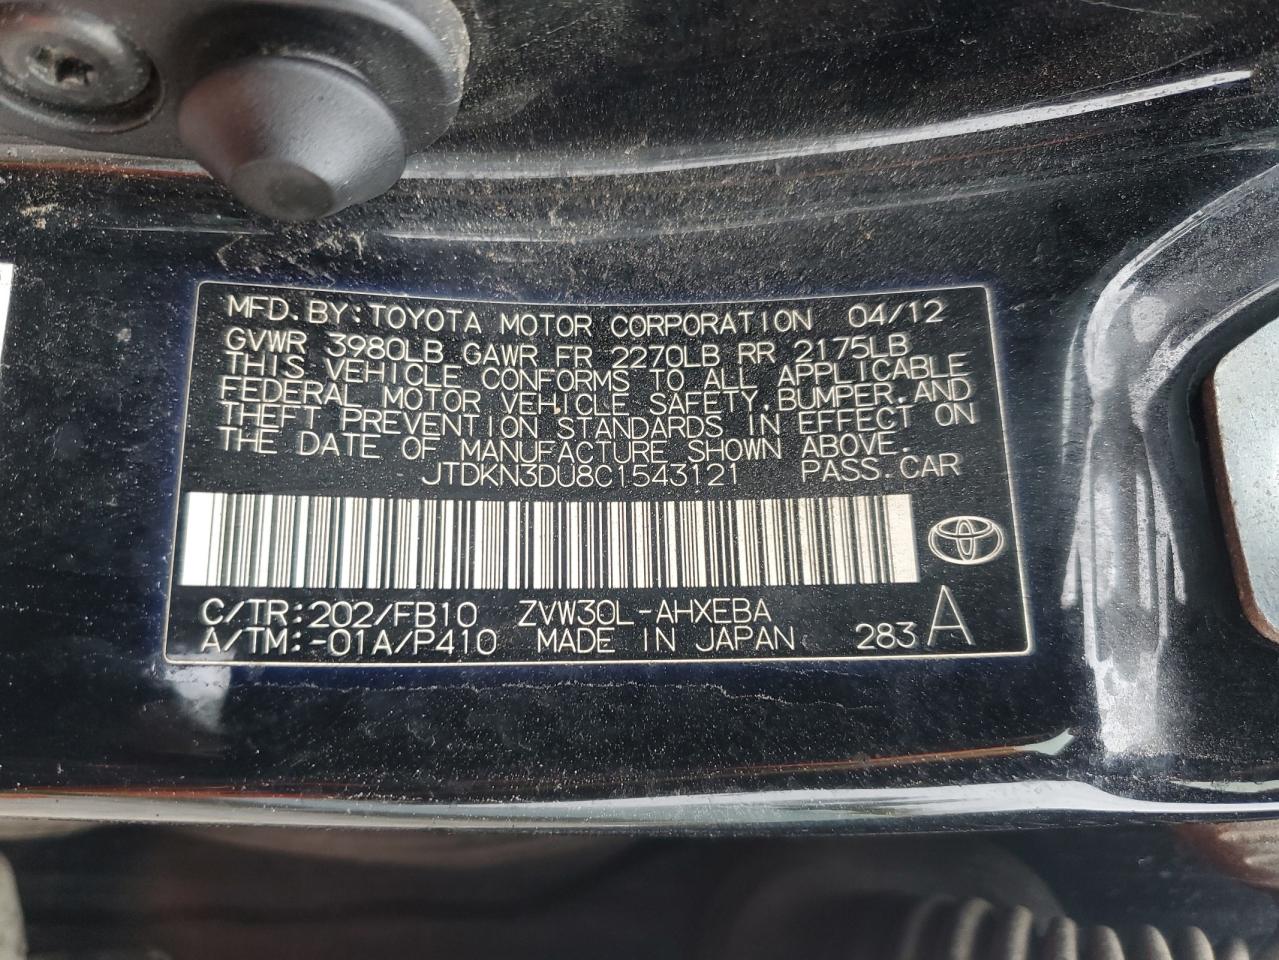 MFD.BY:TOYOTA MOTOR CORPORATION 04/12
GVWR 3980LB GAWR FR 2270LB RR 2175LB
THIS VEHICLE CONFORMS TO ALL APPLICABLE
FEDERAL MOTOR VEHICLE SAFETY,BUMPER,AND
THEFT PREVENTION STANDARDS IN EFFECT ON
THE DATE OF MANUFACTURE SHOWN ABOVE.
JTDKN3DU8C1543121 PASS.CAR
C/TR:202/FB10 ZVW30L-AHXEBA
A/TM:-01A/P410 MADE IN JAPAN 283 A